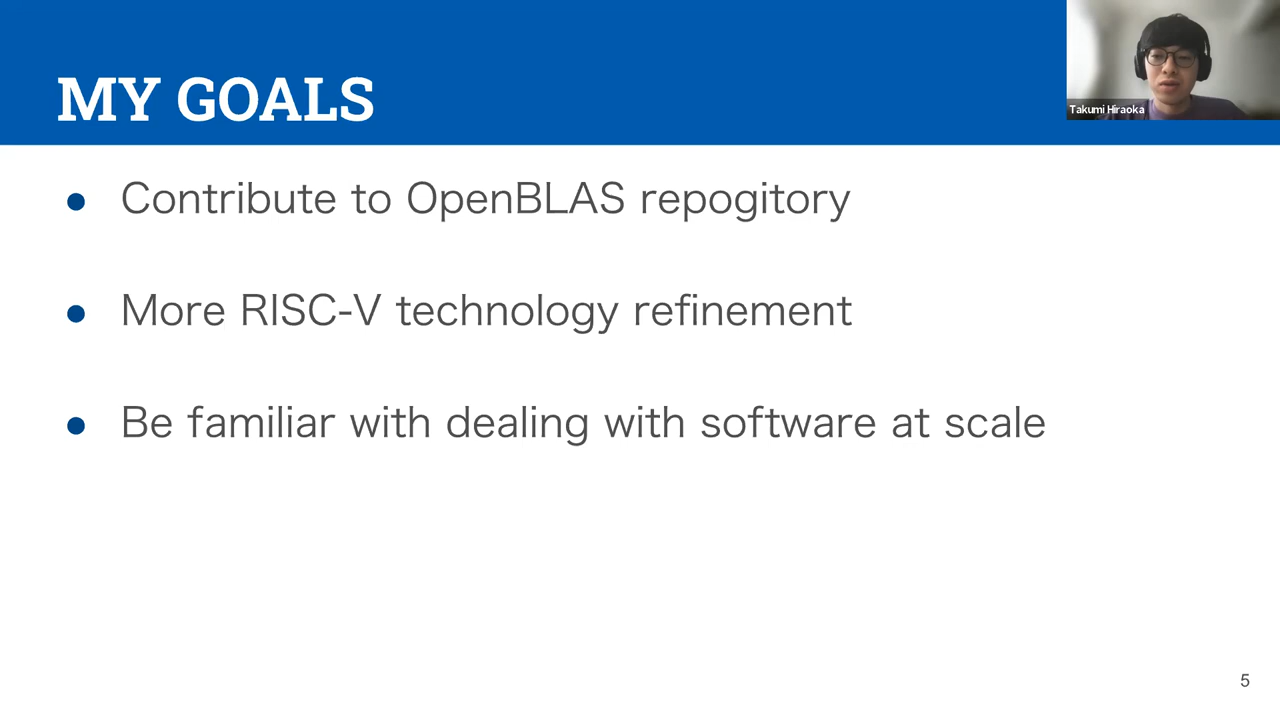 MY GOALS
Takumi Hiraoka
● Contribute to OpenBLAS repogitory
● More RISC-V technology refinement
● Be familiar with dealing with software at scale
5